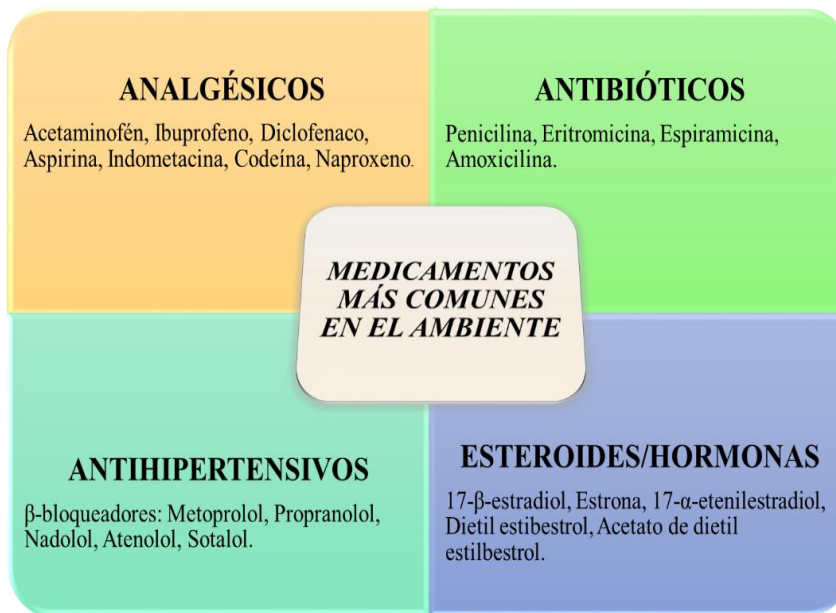 ANALGÉSICOS
Acetaminofén, Ibuprofeno, Diclofenaco,
Aspirina, Indometacina, Codeína, Naproxeno.
ANTIBIÓTICOS
Penicilina, Eritromicina, Espiramicina,
Amoxicilina.
MEDICAMENTOS
MÁS COMUNES
EN EL AMBIENTE
ANTIHIPERTENSIVOS
β-bloqueadores: Metoprolol, Propranolol,
Nadolol, Atenolol, Sotalol.
ESTEROIDES/HORMONAS
17-β-estradiol, Estrona, 17-α-etenilestradiol,
Dietil estibestrol, Acetato de dietil
estilbestrol.